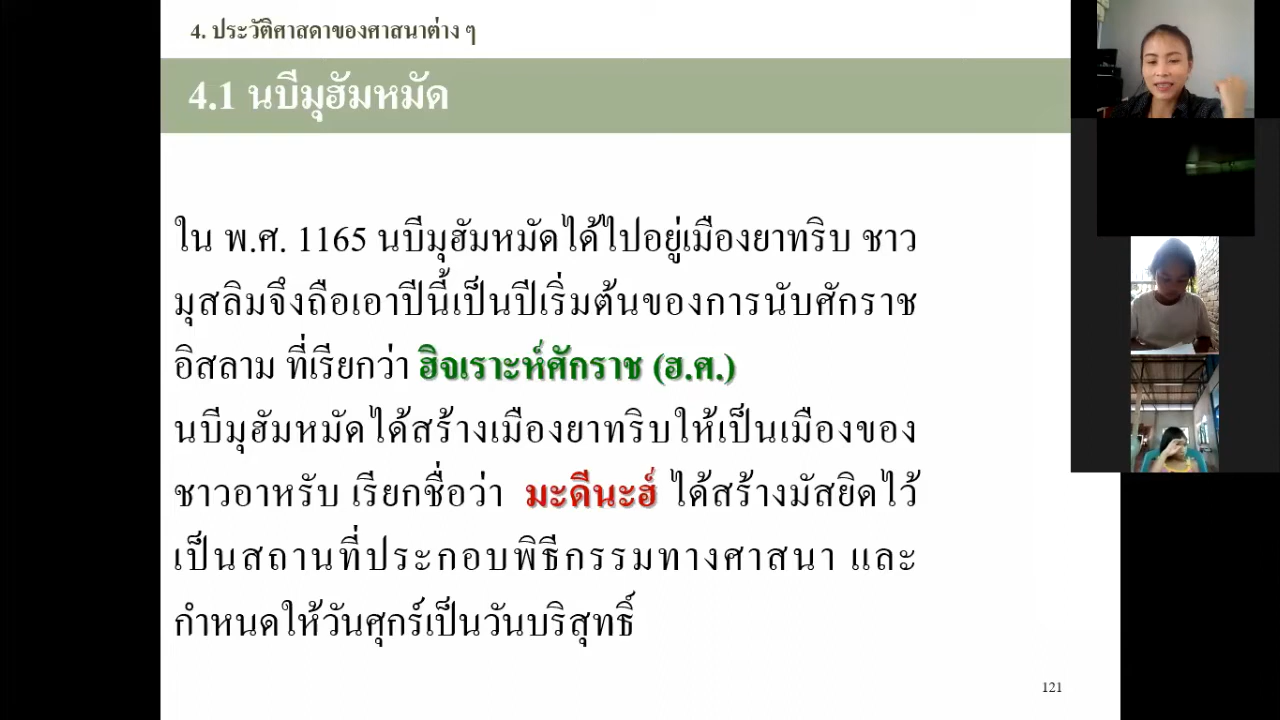 4. ประวัติศาสดาของศาสนาต่าง ๆ
4.1 นบีมุฮัมหมัด
ใน พ.ศ. 1165 นบีมุฮัมหมัดได้ไปอยู่เมืองยาทริบ ชาว
มุสลิมจึงถือเอาปีนี้เป็นปีเริ่มต้นของการนับศักราช
อิสลาม ที่เรียกว่า ฮิจเราะห์ศักราช (ฮ.ศ.)
นบีมุฮัมหมัดได้สร้างเมืองยาทริบให้เป็นเมืองของ
ชาวอาหรับ เรียกชื่อว่า มะดีนะฮ์ ได้สร้างมัสยิดไว้
เป็นสถานที่ประกอบพิธีกรรมทางศาสนา และ
กำหนดให้วันศุกร์เป็นวันบริสุทธิ์
121